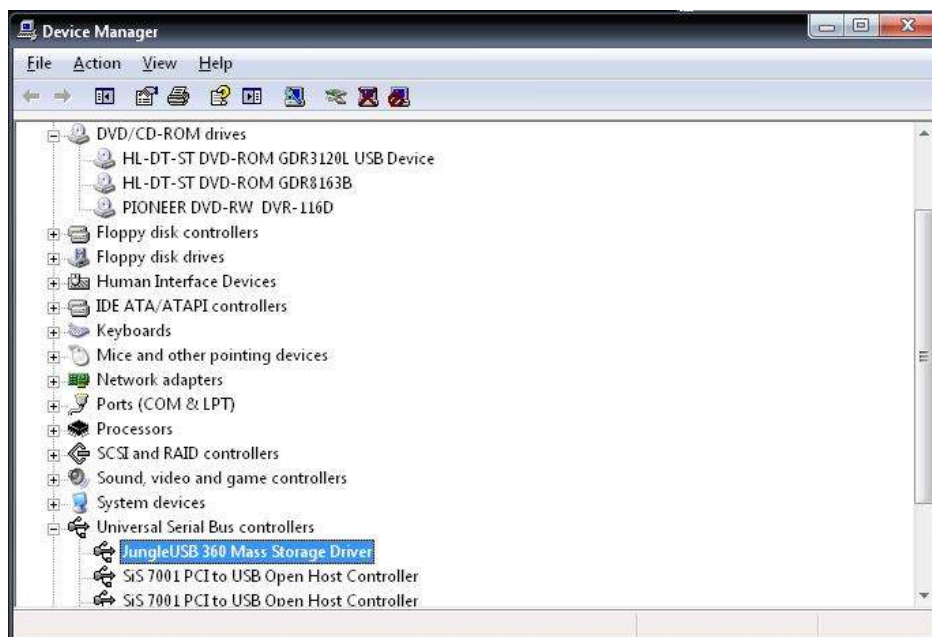 Device Manager
File Action View Help
DVD/CD-ROM drives
HL-DT-ST DVD-ROM GDR3120L USB Device
HL-DT-ST DVD-ROM GDR8163B
PIONEER DVD-RW DVR-116D
Floppy disk controllers
Floppy disk drives
Human Interface Devices
IDE ATA/ATAPI controllers
Keyboards
Mice and other pointing devices
Network adapters
Ports (COM & LPT)
Processors
SCSI and RAID controllers
Sound, video and game controllers
System devices
Universal Serial Bus controllers
JungleUSB 360 Mass Storage Driver
SiS 7001 PCI to USB Open Host Controller
SiS 7001 PCI to USB Open Host Controller